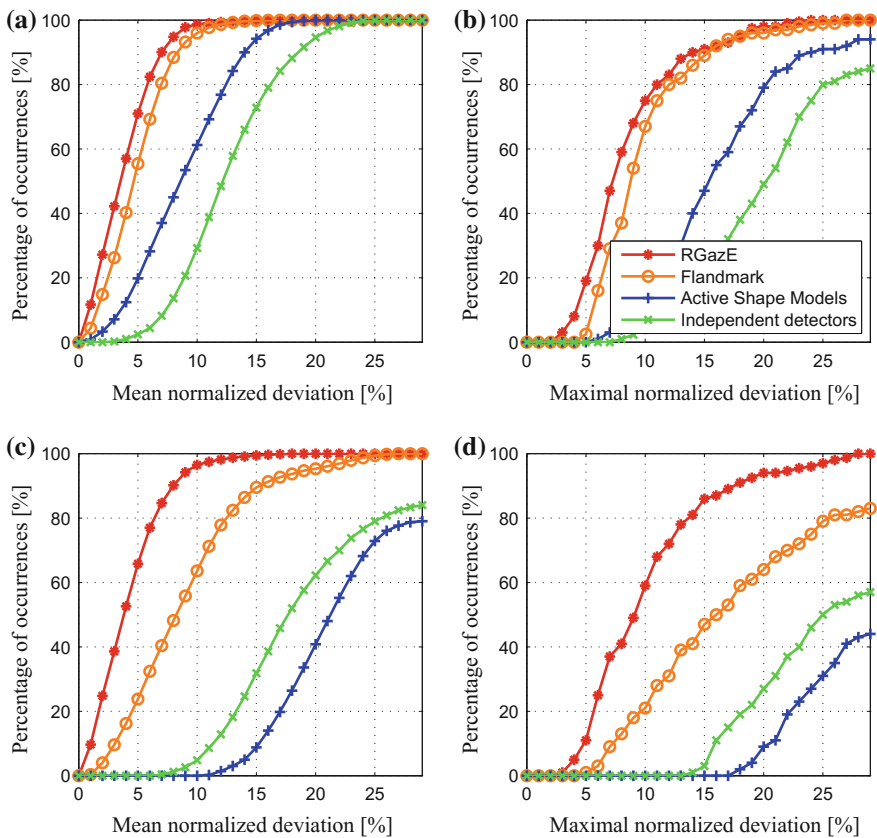 (a)
Percentage of occurrences [%]
100
80
60
40
20
0
0 5 10 15 20 25
Mean normalized deviation [%]
(b)
Percentage of occurrences [%]
100
80
60
40
20
0
RGazE
Flandmark
Active Shape Models
Independent detectors
0 5 10 15 20 25
Maximal normalized deviation [%]
(c)
Percentage of occurrences [%]
100
80
60
40
20
0
0 5 10 15 20 25
Mean normalized deviation [%]
(d)
Percentage of occurrences [%]
100
80
60
40
20
0
0 5 10 15 20 25
Maximal normalized deviation [%]